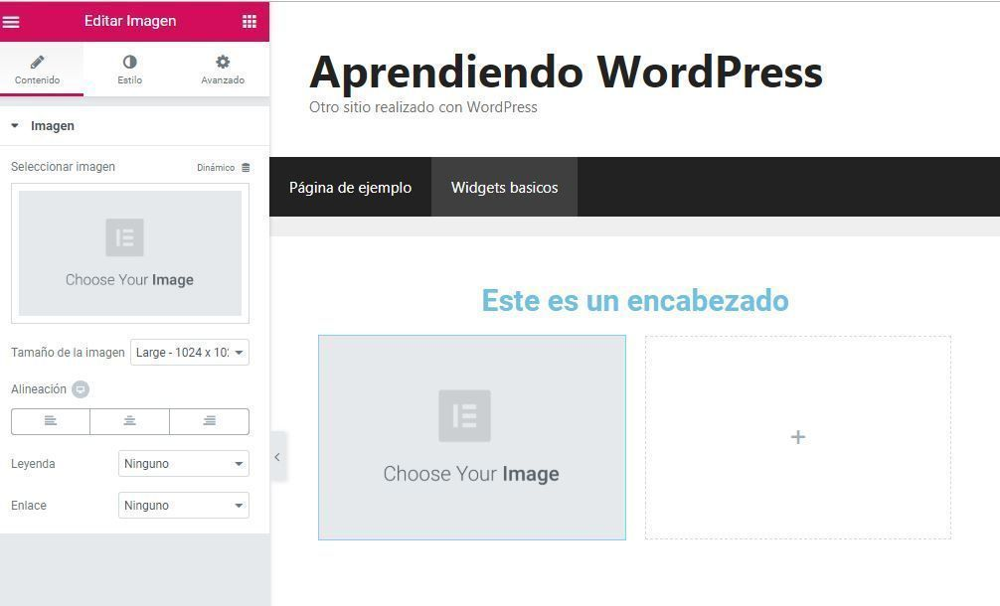 Editar Imagen
Contenido
Estilo
Avanzado
Imagen
Seleccionar imagen
Dinámico
Choose Your Image
Tamaño de la imagen
Large - 1024 x 102
Alineación
Leyenda
Ninguno
Enlace
Ninguno
Aprendiendo WordPress
Otro sitio realizado con WordPress
Página de ejemplo
Widgets basicos
Este es un encabezado
Choose Your Image